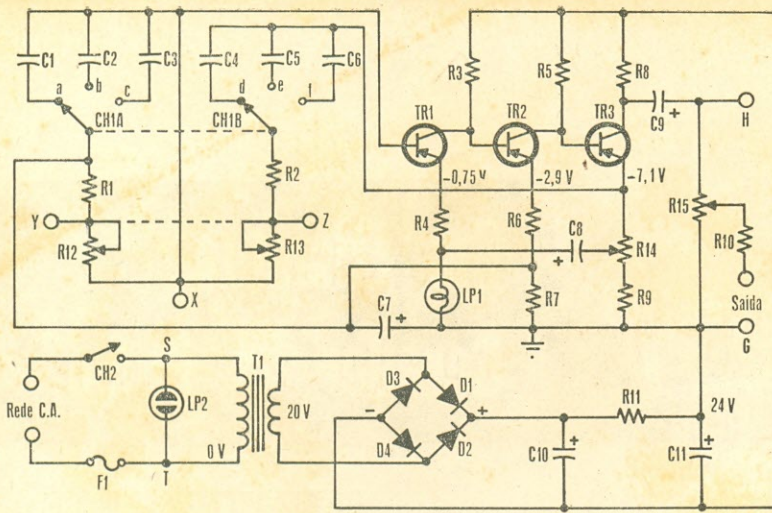 C1 C2 C3 C4 C5 C6
a b c d e f
CH1A CH1B
R3 R5 R8
TR1 TR2 TR3
C9 H
-0,75 V -2,9 V -7,1 V
R1 R2 R4 R6 R15
Y Z C8 R14 R10
R12 R13
X LP1 R7 R9 Saída
C7
G
CH2 S T1
Rede C.A. LP2 20 V D3 D1 R11 24 V
0 V D4 D2 C10 C11
F1 T
- +
+ + + + +